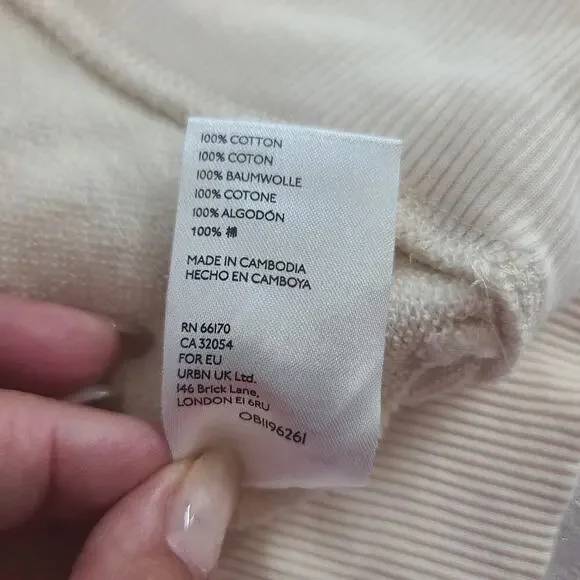 100% COTTON
100% COTON
100% BAUMWOLLE
100% COTONE
100% ALGODÓN
100% 棉
MADE IN CAMBODIA
HECHO EN CAMBOYA
RN 66170
CA 32054
FOR EU
URBN UK Ltd.
146 Brick Lane,
LONDON E1 6RU
OB1196261